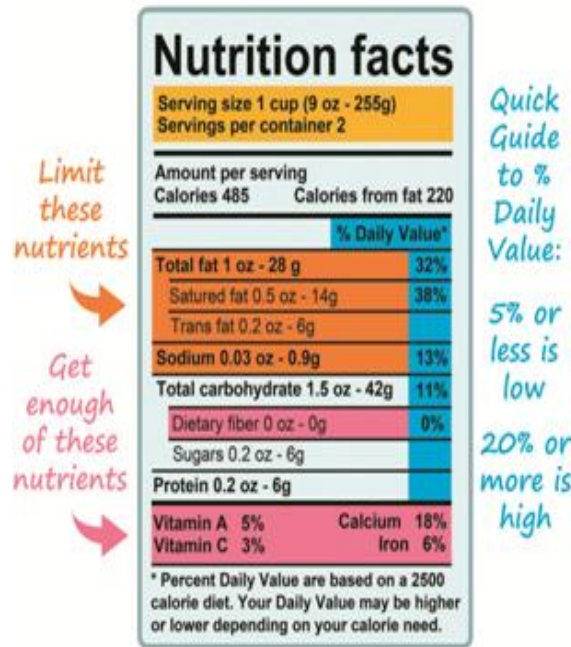 Nutrition facts
Serving size 1 cup (9 oz - 255g)
Servings per container 2
Amount per serving
Calories 485 Calories from fat 220
% Daily Value*
Total fat 1 oz - 28 g 32%
Satured fat 0.5 oz - 14g 38%
Trans fat 0.2 oz - 6g
Sodium 0.03 oz - 0.9g 13%
Total carbohydrate 1.5 oz - 42g 11%
Dietary fiber 0 oz - 0g 0%
Sugars 0.2 oz - 6g
Protein 0.2 oz - 6g
Vitamin A 5% Calcium 18%
Vitamin C 3% Iron 6%
* Percent Daily Value are based on a 2500
calorie diet. Your Daily Value may be higher
or lower depending on your calorie need.
Limit
these
nutrients
Get
enough
of these
nutrients
Quick
Guide
to %
Daily
Value:
5% or
less is
low
20% or
more is
high